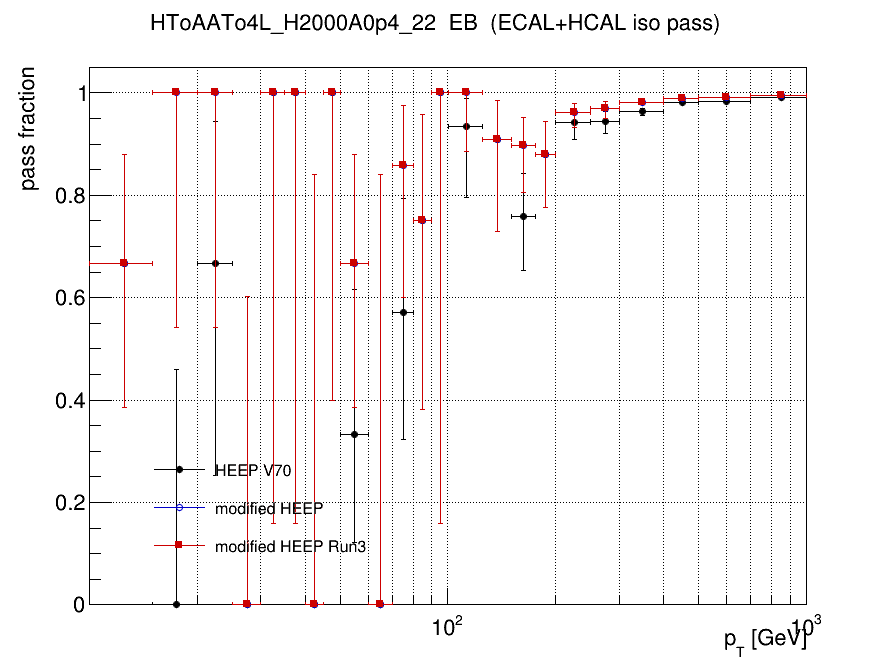 HToAATo4L_H2000A0p4_22 EB (ECAL+HCAL iso pass)
pass fraction
1
0.8
0.6
0.4
0.2
0
HEEP V70
modified HEEP
modified HEEP Run3
10²
10³
p_T [GeV]